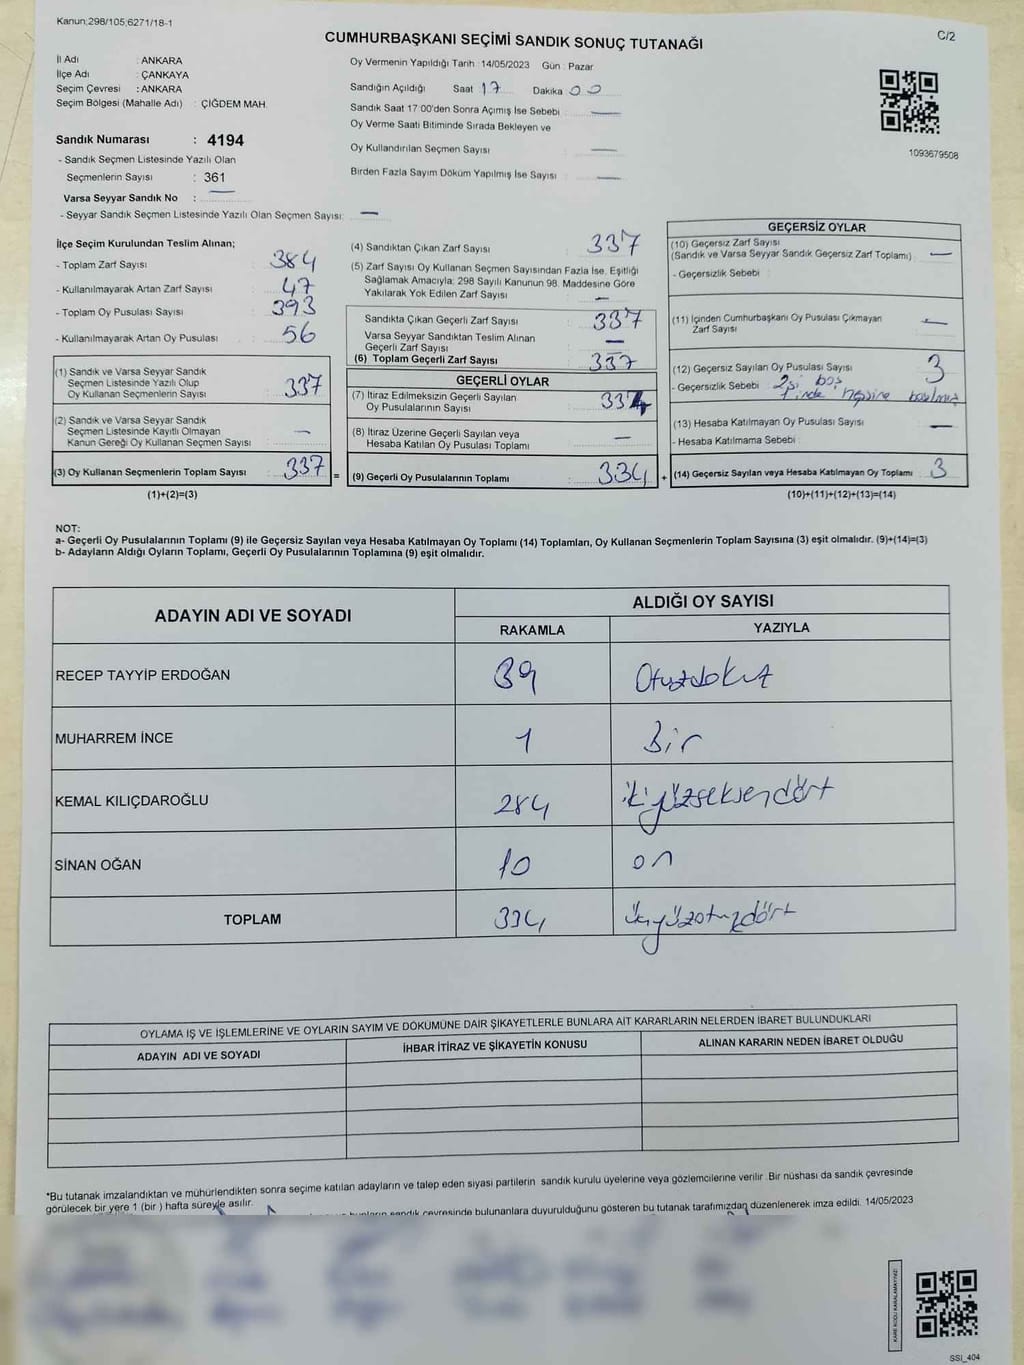 Kanun;298/105;6271/18-1
C/2
CUMHURBAŞKANI SEÇİMİ SANDIK SONUÇ TUTANAĞI
İl Adı : ANKARA
İlçe Adı : ÇANKAYA
Seçim Çevresi : ANKARA
Seçim Bölgesi (Mahalle Adı) : ÇİĞDEM MAH.
Sandık Numarası : 4194
- Sandık Seçmen Listesinde Yazılı Olan
Seçmenlerin Sayısı : 361
Varsa Seyyar Sandık No : —
- Seyyar Sandık Seçmen Listesinde Yazılı Olan Seçmen Sayısı: —
Oy Vermenin Yapıldığı Tarih :14/05/2023 Gün : Pazar
Sandığın Açıldığı Saat 17 Dakika 00
Sandık Saat 17:00'den Sonra Açımış İse Sebebi : —
Oy Verme Saati Bitiminde Sırada Bekleyen ve
Oy Kullandırılan Seçmen Sayısı : —
Birden Fazla Sayım Döküm Yapılmış İse Sayısı : —
1093679508
İlçe Seçim Kurulundan Teslim Alınan;
- Toplam Zarf Sayısı : 384
- Kullanılmayarak Artan Zarf Sayısı : 47
- Toplam Oy Pusulası Sayısı : 393
- Kullanılmayarak Artan Oy Pusulası : 56
(1) Sandık ve Varsa Seyyar Sandık
Seçmen Listesinde Yazılı Olup
Oy Kullanan Seçmenlerin Sayısı : 337
(2) Sandık ve Varsa Seyyar Sandık
Seçmen Listesinde Kayıtlı Olmayan
Kanun Gereği Oy Kullanan Seçmen Sayısı : —
(3) Oy Kullanan Seçmenlerin Toplam Sayısı : 337 =
(1)+(2)=(3)
(4) Sandıktan Çıkan Zarf Sayısı : 337
(5) Zarf Sayısı Oy Kullanan Seçmen Sayısından Fazla İse, Eşitliği
Sağlamak Amacıyla; 298 Sayılı Kanunun 98. Maddesine Göre
Yakılarak Yok Edilen Zarf Sayısı : —
Sandıkta Çıkan Geçerli Zarf Sayısı : 337
Varsa Seyyar Sandıktan Teslim Alınan
Geçerli Zarf Sayısı : —
(6) Toplam Geçerli Zarf Sayısı : 337
GEÇERLİ OYLAR
(7) İtiraz Edilmeksizin Geçerli Sayılan
Oy Pusulalarının Sayısı : 334
(8) İtiraz Üzerine Geçerli Sayılan veya
Hesaba Katılan Oy Pusulası Toplamı : —
(9) Geçerli Oy Pusulalarının Toplamı : 334 +
GEÇERSİZ OYLAR
(10) Geçersiz Zarf Sayısı
(Sandık ve Varsa Seyyar Sandık Geçersiz Zarf Toplamı) : —
- Geçersizlik Sebebi :
(11) İçinden Cumhurbaşkanı Oy Pusulası Çıkmayan
Zarf Sayısı : —
(12) Geçersiz Sayılan Oy Pusulası Sayısı : 3
- Geçersizlik Sebebi : 2si boş
1 inde hepsine basılmış
(13) Hesaba Katılmayan Oy Pusulası Sayısı : —
- Hesaba Katılmama Sebebi :
(14) Geçersiz Sayılan veya Hesaba Katılmayan Oy Toplamı : 3
(10)+(11)+(12)+(13)=(14)
NOT:
a- Geçerli Oy Pusulalarının Toplamı (9) ile Geçersiz Sayılan veya Hesaba Katılmayan Oy Toplamı (14) Toplamları, Oy Kullanan Seçmenlerin Toplam Sayısına (3) eşit olmalıdır. (9)+(14)=(3)
b- Adayların Aldığı Oyların Toplamı, Geçerli Oy Pusulalarının Toplamına (9) eşit olmalıdır.
ADAYIN ADI VE SOYADI
ALDIĞI OY SAYISI
RAKAMLA YAZIYLA
RECEP TAYYİP ERDOĞAN 39 Otuzdokuz
MUHARREM İNCE 1 Bir
KEMAL KILIÇDAROĞLU 284 ikiyüzseksendört
SİNAN OĞAN 10 on
TOPLAM 334 üçyüzotuzdört
OYLAMA İŞ VE İŞLEMLERİNE VE OYLARIN SAYIM VE DÖKÜMÜNE DAİR ŞİKAYETLERLE BUNLARA AİT KARARLARIN NELERDEN İBARET BULUNDUKLARI
ADAYIN ADI VE SOYADI İHBAR İTİRAZ VE ŞİKAYETİN KONUSU ALINAN KARARIN NEDEN İBARET OLDUĞU
*Bu tutanak imzalandıktan ve mühürlendikten sonra seçime katılan adayların ve talep eden siyasi partilerin sandık kurulu üyelerine veya gözlemcilerine verilir. Bir nüshası da sandık çevresinde
görülecek bir yere 1 (bir ) hafta süreyle asılır.
sandık çevresinde bulunanlara duyurulduğunu gösteren bu tutanak tarafımızdan düzenlenerek imza edildi. 14/05/2023
KARE KODU KARALAMAYINIZ!
SSİ_404